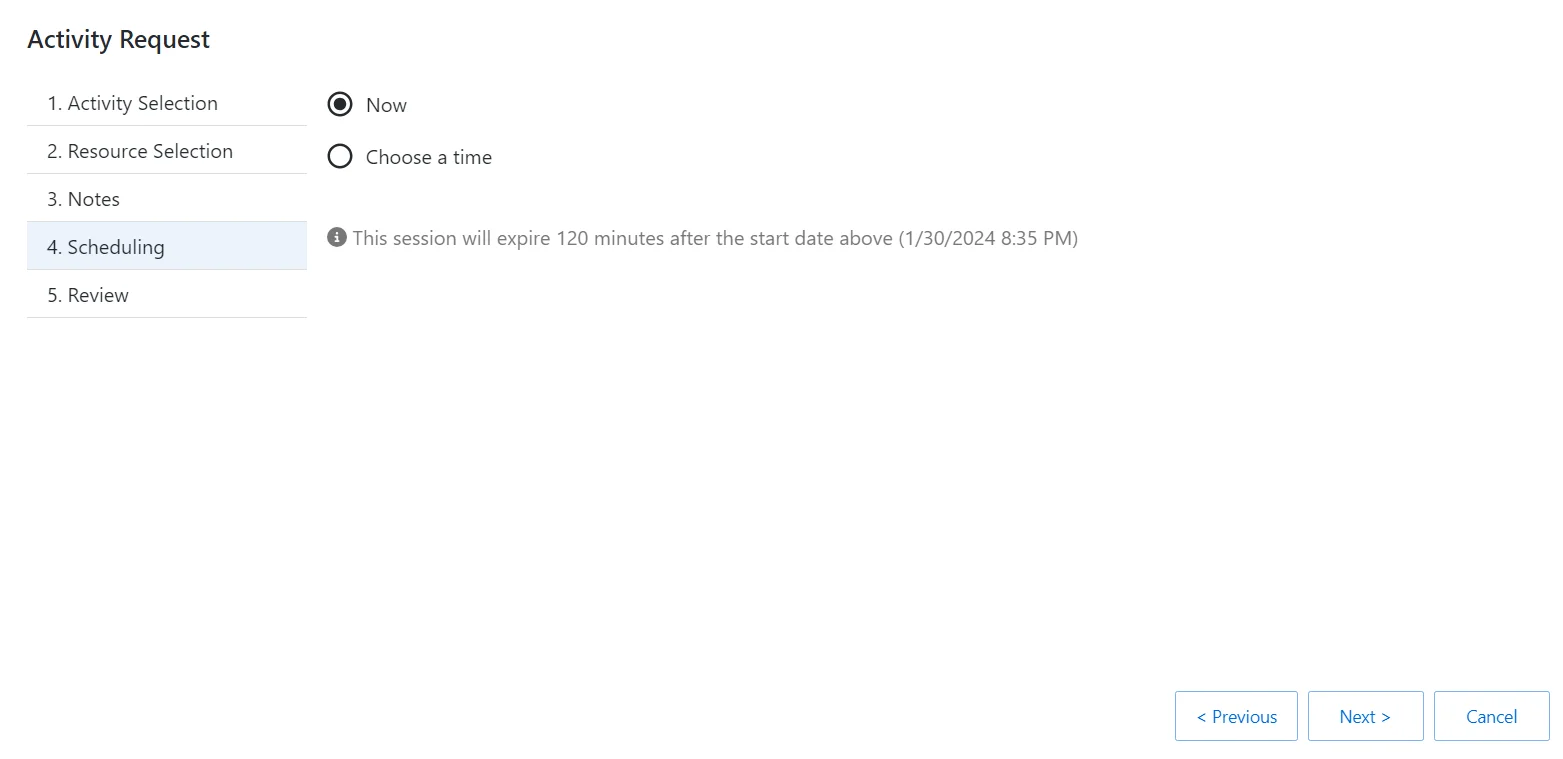 Activity Request
1. Activity Selection
2. Resource Selection
3. Notes
4. Scheduling
5. Review
Now
Choose a time
This session will expire 120 minutes after the start date above (1/30/2024 8:35 PM)
< Previous
Next >
Cancel